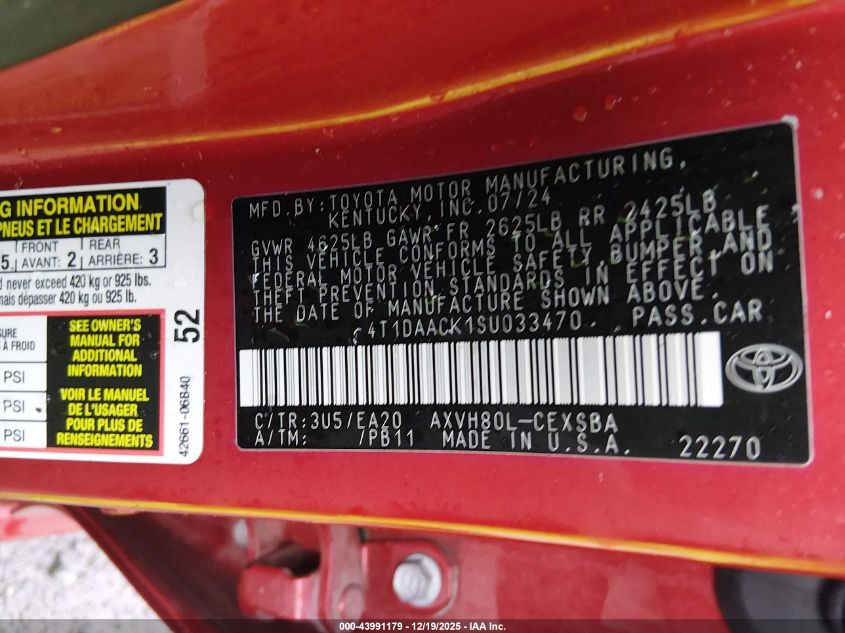 G INFORMATION
PNEUS ET LE CHARGEMENT
5 FRONT 2 REAR 3
AVANT: ARRIÈRE:
d never exceed 420 kg or 925 lbs.
mais dépasser 420 kg ou 925 lb.
SURE
À FROID
PSI
PSI
PSI
SEE OWNER'S
MANUAL FOR
ADDITIONAL
INFORMATION
VOIR LE MANUEL
DE L'USAGER
POUR PLUS DE
RENSEIGNEMENTS
52
42661-06B40
MFD.BY:TOYOTA MOTOR MANUFACTURING,
KENTUCKY, INC.07/24
GVWR 4625LB GAWR FR 2625LB RR 2425LB
THIS VEHICLE CONFORMS TO ALL APPLICABLE
FEDERAL MOTOR VEHICLE SAFETY, BUMPER AND
THEFT PREVENTION STANDARDS IN EFFECT ON
THE DATE OF MANUFACTURE SHOWN ABOVE.
4T1DAACK1SU033470 PASS.CAR
C/TR:3U5/EA20 AXVH80L-CEXSBA
A/TM: /PB11 MADE IN U.S.A. 22270
000-43991179 | 12/19/2025 - IAA Inc.